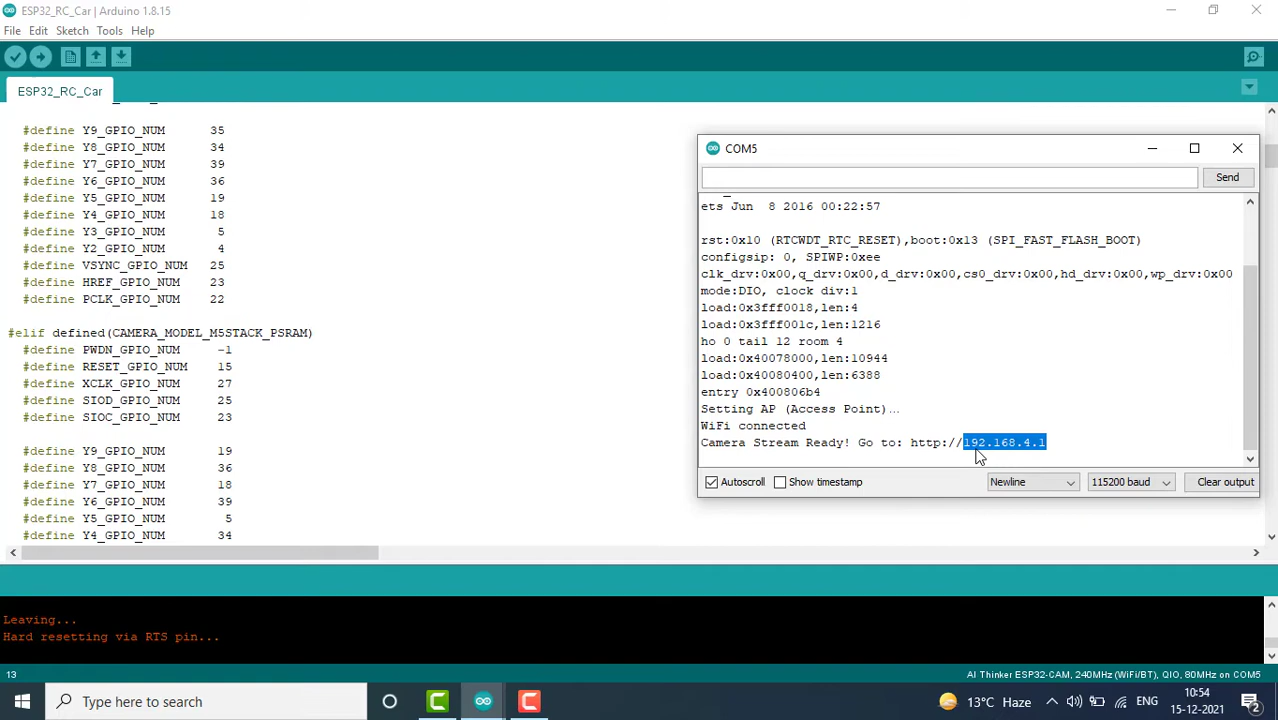 ESP32_RC_Car | Arduino 1.8.15
File Edit Sketch Tools Help
ESP32_RC_Car
#define Y9_GPIO_NUM 35
#define Y8_GPIO_NUM 34
#define Y7_GPIO_NUM 39
#define Y6_GPIO_NUM 36
#define Y5_GPIO_NUM 19
#define Y4_GPIO_NUM 18
#define Y3_GPIO_NUM 5
#define Y2_GPIO_NUM 4
#define VSYNC_GPIO_NUM 25
#define HREF_GPIO_NUM 23
#define PCLK_GPIO_NUM 22
#elif defined(CAMERA_MODEL_M5STACK_PSRAM)
#define PWDN_GPIO_NUM -1
#define RESET_GPIO_NUM 15
#define XCLK_GPIO_NUM 27
#define SIOD_GPIO_NUM 25
#define SIOC_GPIO_NUM 23
#define Y9_GPIO_NUM 19
#define Y8_GPIO_NUM 36
#define Y7_GPIO_NUM 18
#define Y6_GPIO_NUM 39
#define Y5_GPIO_NUM 5
#define Y4_GPIO_NUM 34
COM5
Send
ets Jun 8 2016 00:22:57
rst:0x10 (RTCWDT_RTC_RESET),boot:0x13 (SPI_FAST_FLASH_BOOT)
configsip: 0, SPIWP:0xee
clk_drv:0x00,q_drv:0x00,d_drv:0x00,cs0_drv:0x00,hd_drv:0x00,wp_drv:0x00
mode:DIO, clock div:1
load:0x3fff0018,len:4
load:0x3fff001c,len:1216
ho 0 tail 12 room 4
load:0x40078000,len:10944
load:0x40080400,len:6388
entry 0x400806b4
Setting AP (Access Point)…
WiFi connected
Camera Stream Ready! Go to: http://192.168.4.1
Autoscroll Show timestamp Newline 115200 baud Clear output
Leaving...
Hard resetting via RTS pin...
13 AI Thinker ESP32-CAM, 240MHz (WiFi/BT), QIO, 80MHz on COM5
Type here to search 13°C Haze ENG 10:54
15-12-2021 2